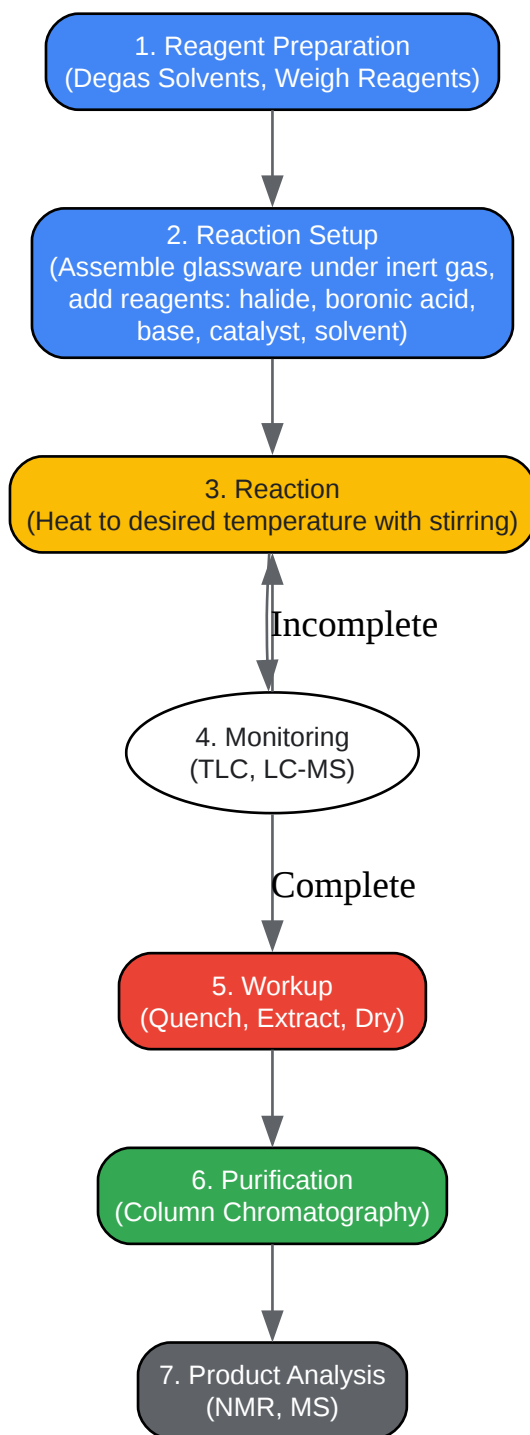 1. Reagent Preparation
(Degas Solvents, Weigh Reagents)
2. Reaction Setup
(Assemble glassware under inert gas,
add reagents: halide, boronic acid,
base, catalyst, solvent)
3. Reaction
(Heat to desired temperature with stirring)
Incomplete
4. Monitoring
(TLC, LC-MS)
Complete
5. Workup
(Quench, Extract, Dry)
6. Purification
(Column Chromatography)
7. Product Analysis
(NMR, MS)